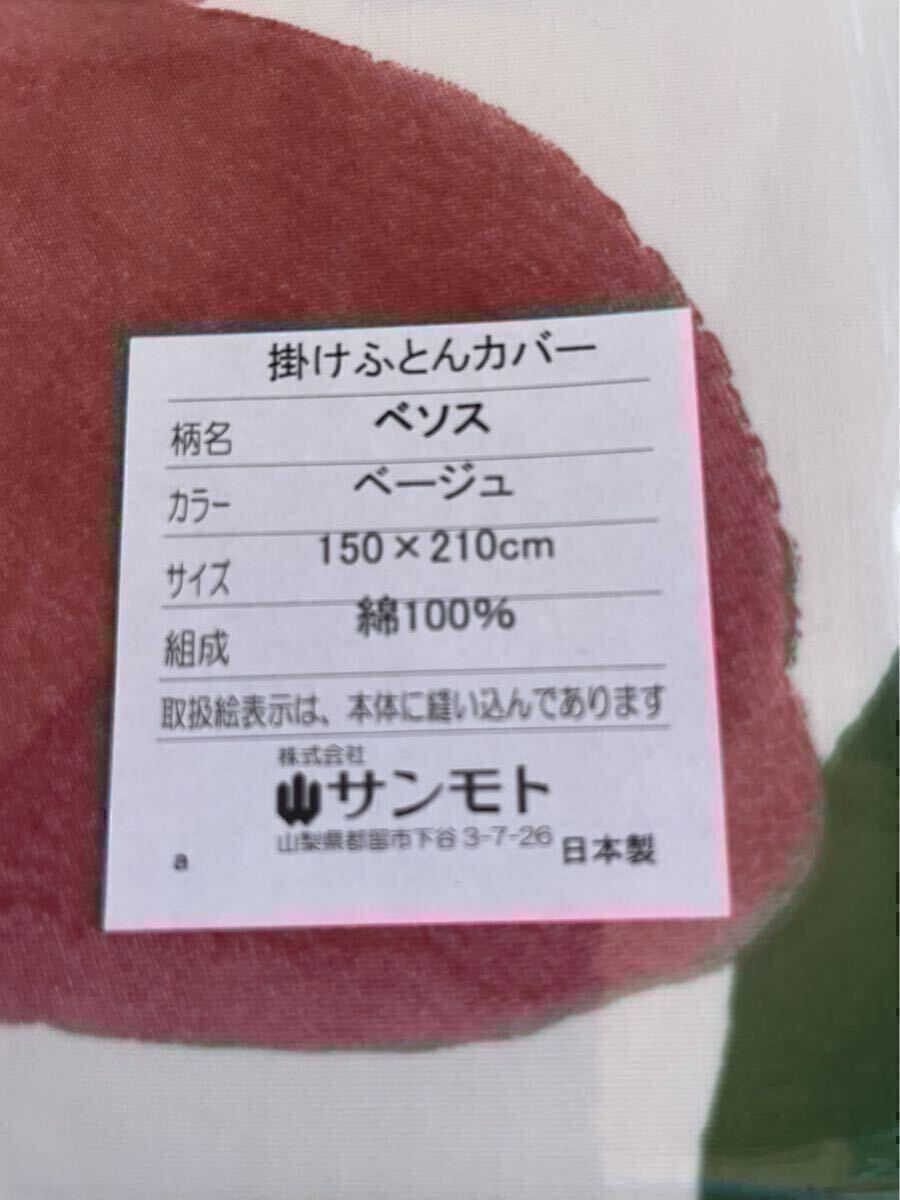 掛けふとんカバー
柄名 ベソス
カラー ベージュ
サイズ 150×210cm
組成 綿100%
取扱絵表示は、本体に縫い込んであります
株式会社
サンモト
山梨県都留市下谷3-7-26
a 日本製